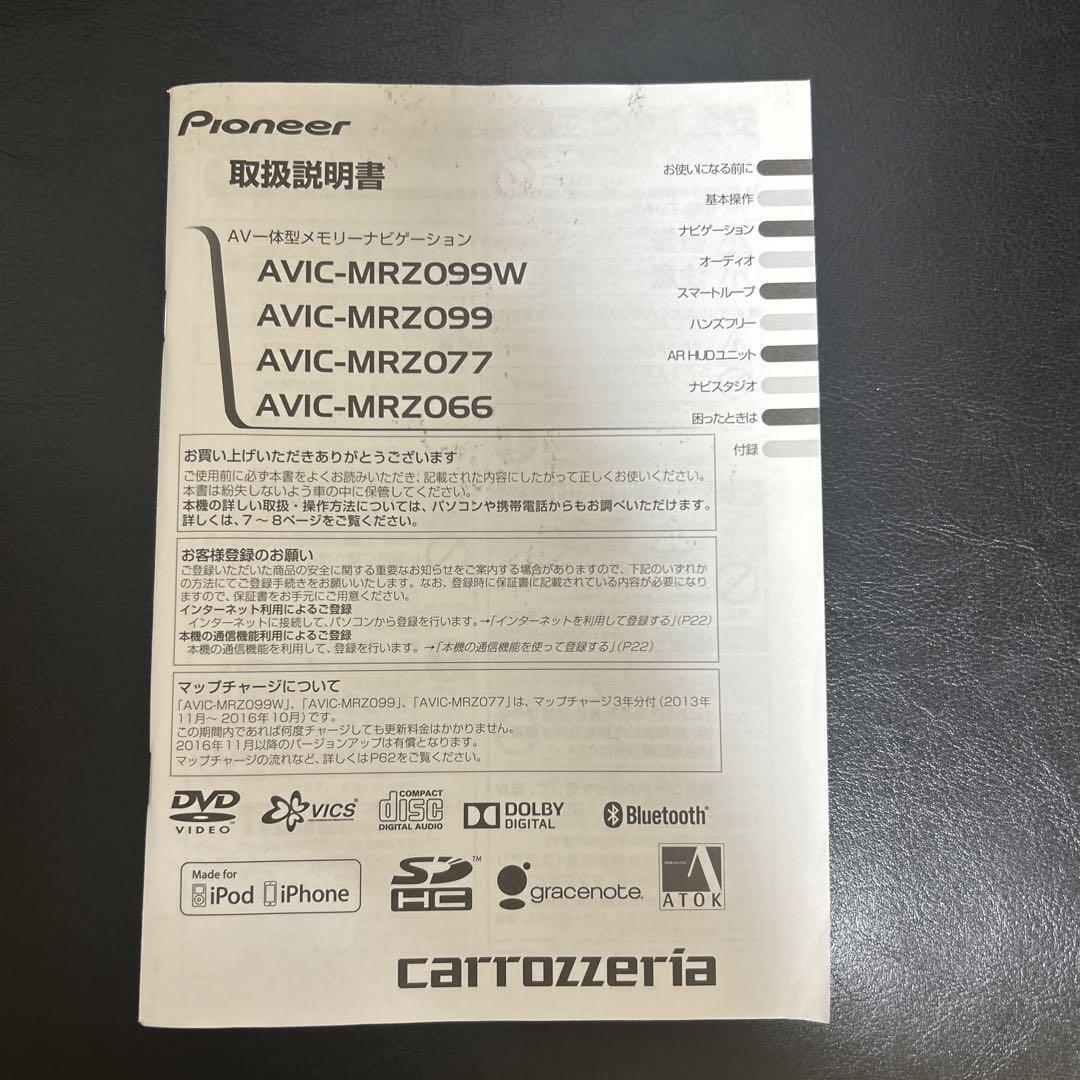 Pioneer
取扱説明書
AV一体型メモリーナビゲーション
AVIC-MRZ099W
AVIC-MRZ099
AVIC-MRZ077
AVIC-MRZ066
お使いになる前に
基本操作
ナビゲーション
オーディオ
スマートループ
ハンズフリー
AR HUDユニット
ナビスタジオ
困ったときは
付録
お買い上げいただきありがとうございます
ご使用前に必ず本書をよくお読みいただき、記載された内容にしたがって正しくお使いください。
本書は紛失しないよう車の中に保管してください。
本機の詳しい取扱・操作方法については、パソコンや携帯電話からもお調べいただけます。
詳しくは、7～8ページをご覧ください。
お客様登録のお願い
ご登録いただいた商品の安全に関する重要なお知らせをご案内する場合がありますので、下記のいずれか
の方法にてご登録手続きをお願いいたします。なお、登録時に保証書に記載されている内容が必要になり
ますので、保証書をお手元にご用意ください。
インターネット利用によるご登録
インターネットに接続して、パソコンから登録を行います。→「インターネットを利用して登録する」(P22)
本機の通信機能利用によるご登録
本機の通信機能を利用して、登録を行います。→「本機の通信機能を使って登録する」(P22)
マップチャージについて
「AVIC-MRZ099W」、「AVIC-MRZ099」、「AVIC-MRZ077」は、マップチャージ3年分付(2013年
11月～2016年10月)です。
この期間内であれば何度チャージしても更新料金はかかりません。
2016年11月以降のバージョンアップは有償となります。
マップチャージの流れなど、詳しくはP62をご覧ください。
DVD VIDEO™
VICS®
COMPACT disc DIGITAL AUDIO
DOLBY DIGITAL
Bluetooth®
Made for
iPod iPhone
SD HC™
gracenote.
ATOK
carrozzeria